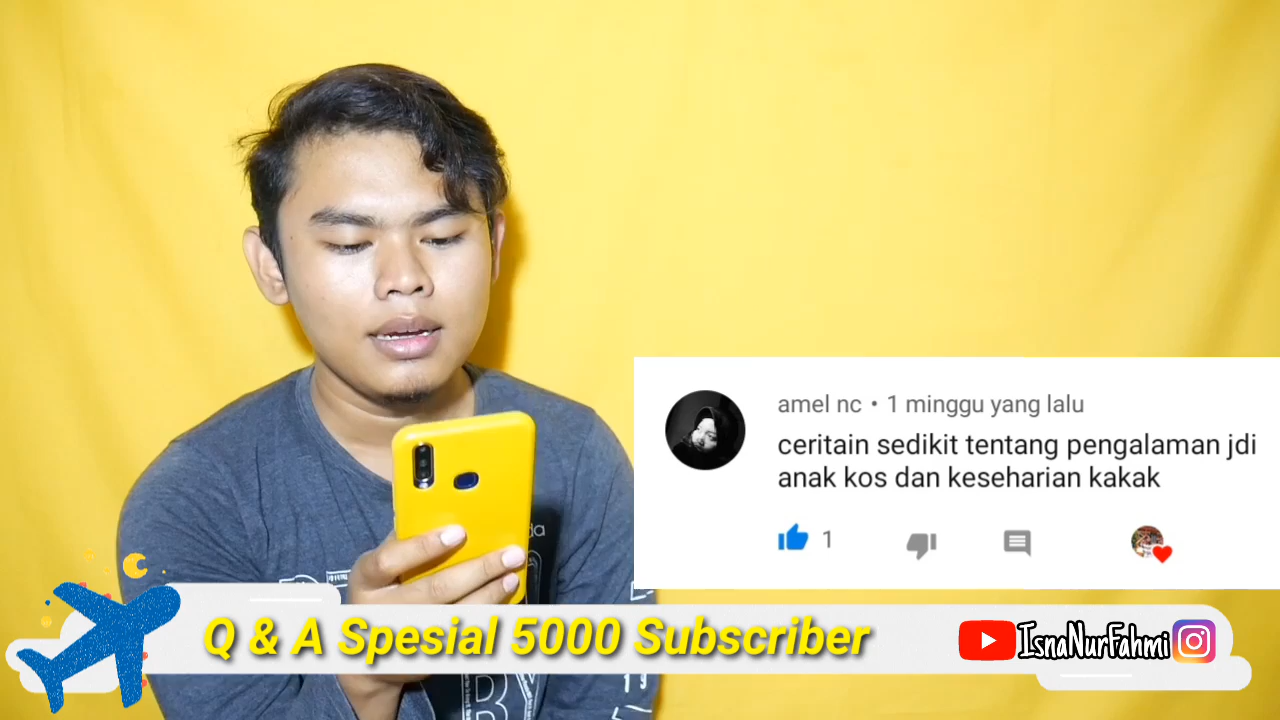 amel nc • 1 minggu yang lalu
ceritain sedikit tentang pengalaman jdi
anak kos dan keseharian kakak
1
da
Q & A Spesial 5000 Subscriber
IsnaNurFahmi
B